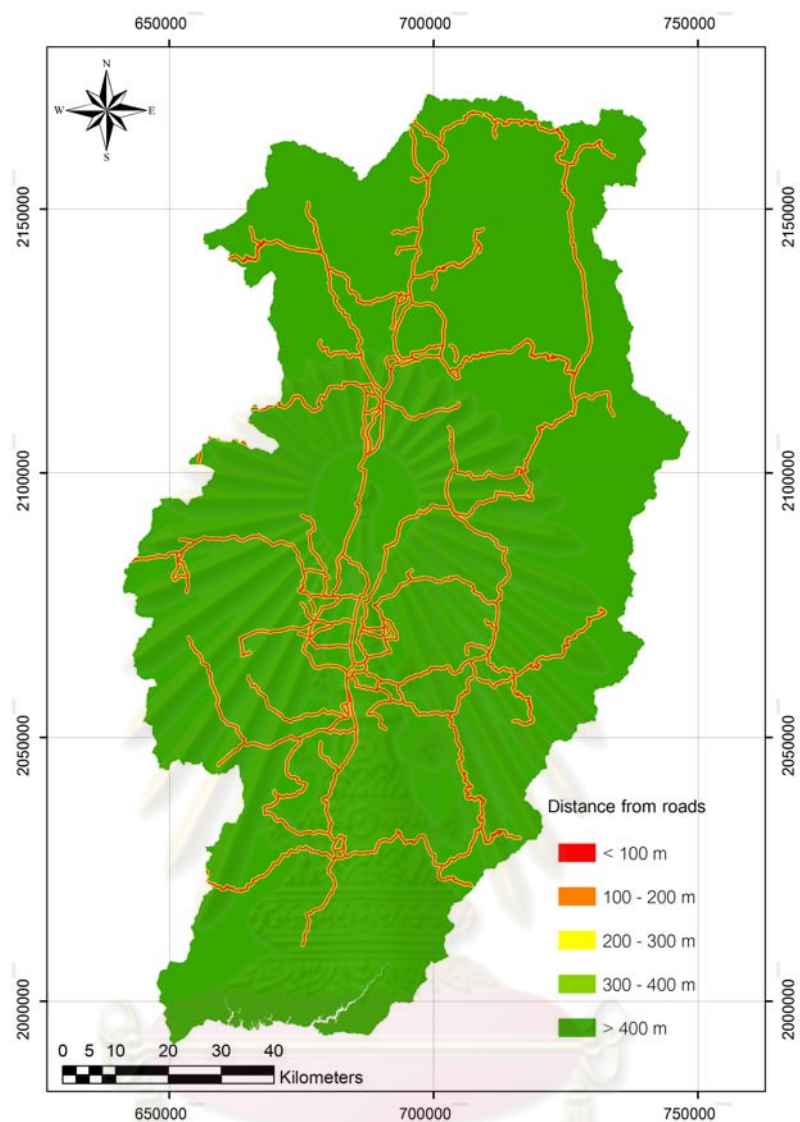 650000 700000 750000
N
W E
S
2150000 2150000
2100000 2100000
2050000 2050000
2000000 2000000
Distance from roads
< 100 m
100 - 200 m
200 - 300 m
300 - 400 m
> 400 m
0 5 10 20 30 40
Kilometers
650000 700000 750000